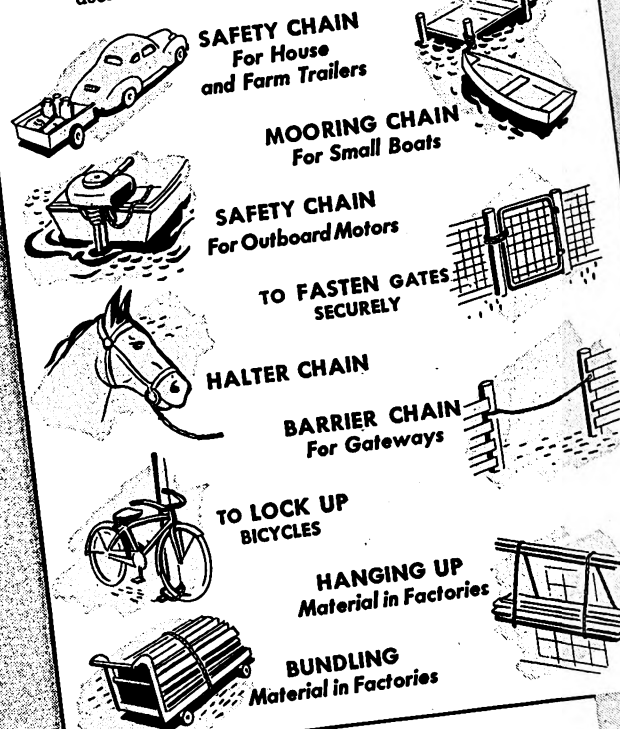 SAFETY CHAIN
For House
and Farm Trailers
MOORING CHAIN
For Small Boats
SAFETY CHAIN
For Outboard Motors
TO FASTEN GATES
SECURELY
HALTER CHAIN
BARRIER CHAIN
For Gateways
TO LOCK UP
BICYCLES
HANGING UP
Material in Factories
BUNDLING
Material in Factories